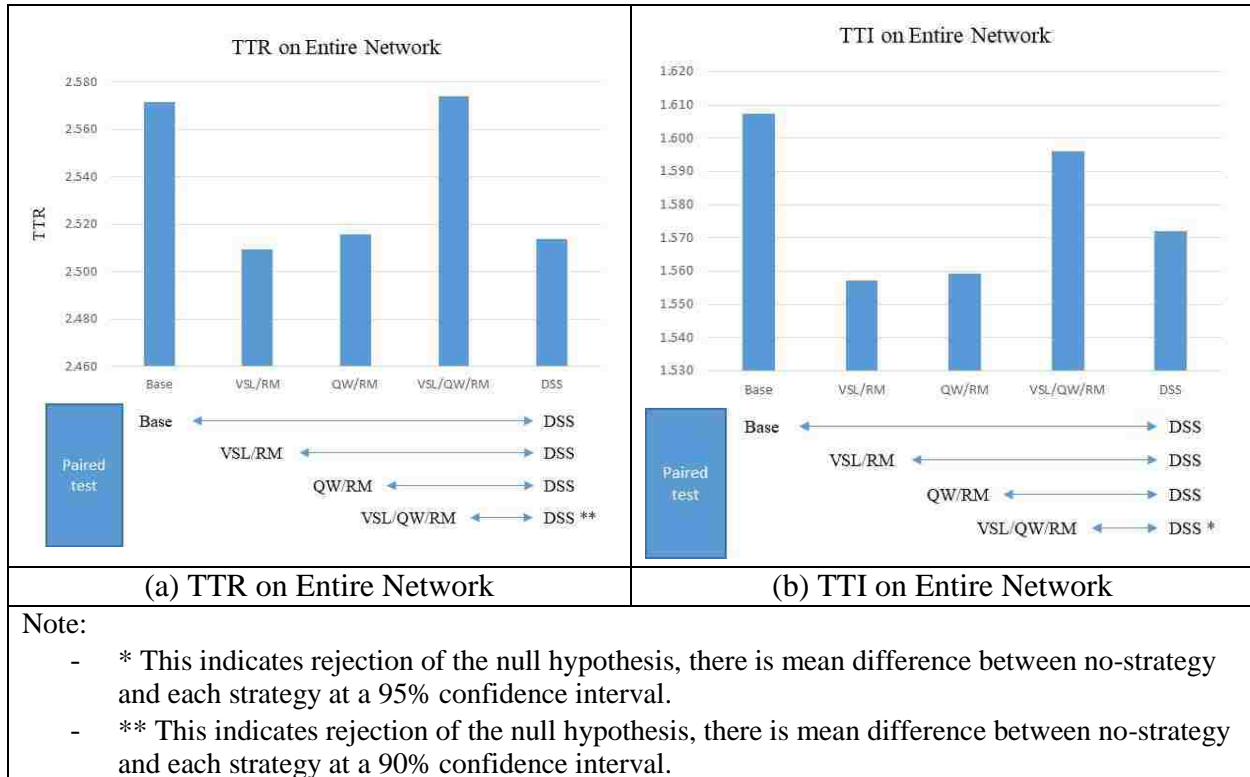 TTR on Entire Network
2.580
2.560
2.540
2.520
2.500
2.480
2.460
TTR
Base VSL/RM QW/RM VSL/QW/RM DSS
Paired
test
Base DSS
VSL/RM DSS
QW/RM DSS
VSL/QW/RM DSS **
(a) TTR on Entire Network
TTI on Entire Network
1.620
1.610
1.600
1.590
1.580
1.570
1.560
1.550
1.540
1.530
Base VSL/RM QW/RM VSL/QW/RM DSS
Paired
test
Base DSS
VSL/RM DSS
QW/RM DSS
VSL/QW/RM DSS *
(b) TTI on Entire Network
Note:
- * This indicates rejection of the null hypothesis, there is mean difference between no-strategy
and each strategy at a 95% confidence interval.
- ** This indicates rejection of the null hypothesis, there is mean difference between no-strategy
and each strategy at a 90% confidence interval.